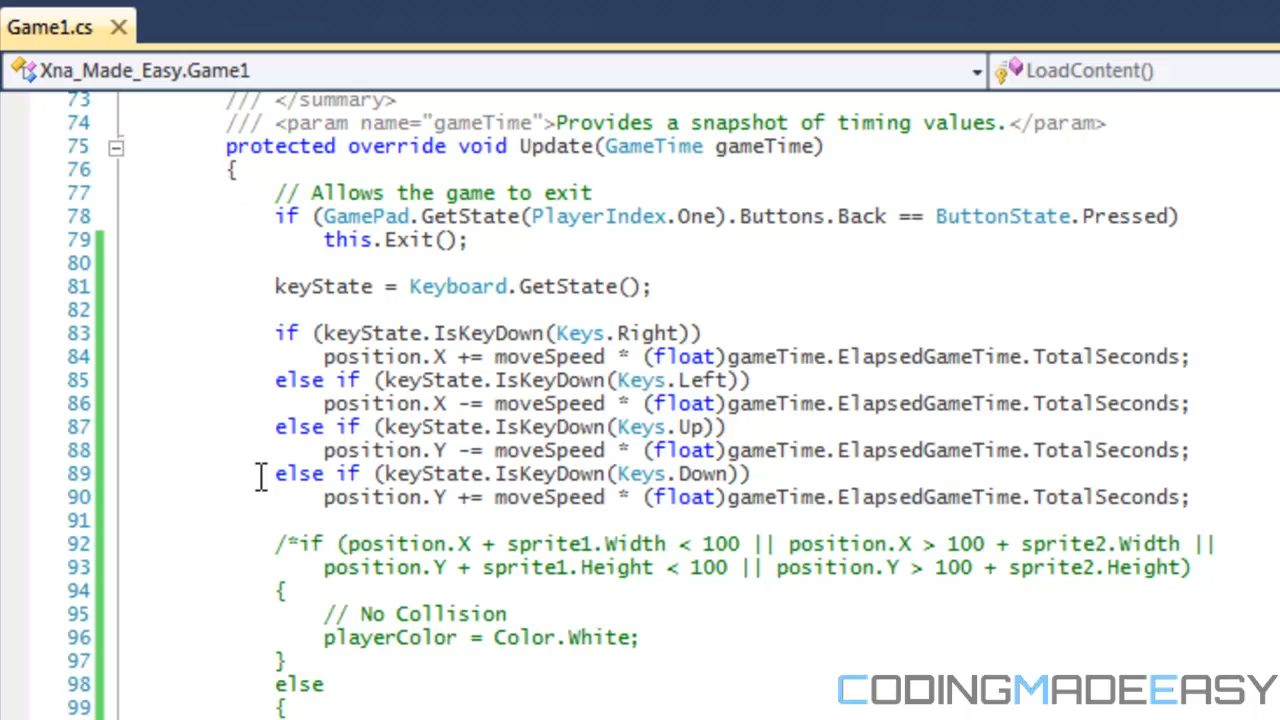 Game1.cs
Xna_Made_Easy.Game1 LoadContent()
73 /// </summary>
74 /// <param name="gameTime">Provides a snapshot of timing values.</param>
75 protected override void Update(GameTime gameTime)
76 {
77 // Allows the game to exit
78 if (GamePad.GetState(PlayerIndex.One).Buttons.Back == ButtonState.Pressed)
79 this.Exit();
80
81 keyState = Keyboard.GetState();
82
83 if (keyState.IsKeyDown(Keys.Right))
84 position.X += moveSpeed * (float)gameTime.ElapsedGameTime.TotalSeconds;
85 else if (keyState.IsKeyDown(Keys.Left))
86 position.X -= moveSpeed * (float)gameTime.ElapsedGameTime.TotalSeconds;
87 else if (keyState.IsKeyDown(Keys.Up))
88 position.Y -= moveSpeed * (float)gameTime.ElapsedGameTime.TotalSeconds;
89 else if (keyState.IsKeyDown(Keys.Down))
90 position.Y += moveSpeed * (float)gameTime.ElapsedGameTime.TotalSeconds;
91
92 /*if (position.X + sprite1.Width < 100 || position.X > 100 + sprite2.Width ||
93 position.Y + sprite1.Height < 100 || position.Y > 100 + sprite2.Height)
94 {
95 // No Collision
96 playerColor = Color.White;
97 }
98 else
99 {
CODINGMADEEASY